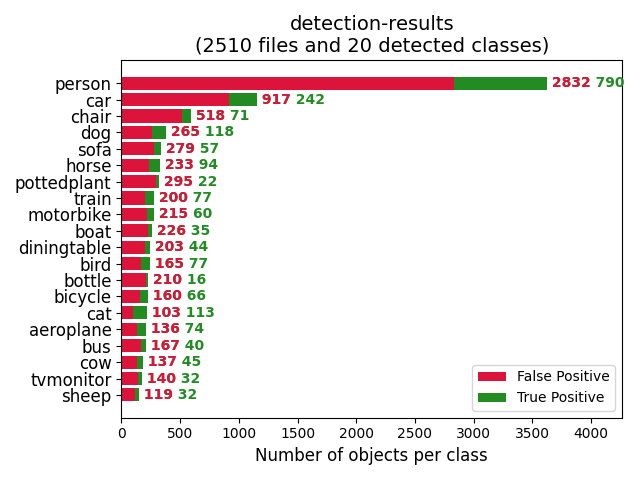 detection-results
(2510 files and 20 detected classes)
person 2832 790
car 917 242
chair 518 71
dog 265 118
sofa 279 57
horse 233 94
pottedplant 295 22
train 200 77
motorbike 215 60
boat 226 35
diningtable 203 44
bird 165 77
bottle 210 16
bicycle 160 66
cat 103 113
aeroplane 136 74
bus 167 40
cow 137 45
tvmonitor 140 32
sheep 119 32
False Positive
True Positive
0 500 1000 1500 2000 2500 3000 3500 4000
Number of objects per class